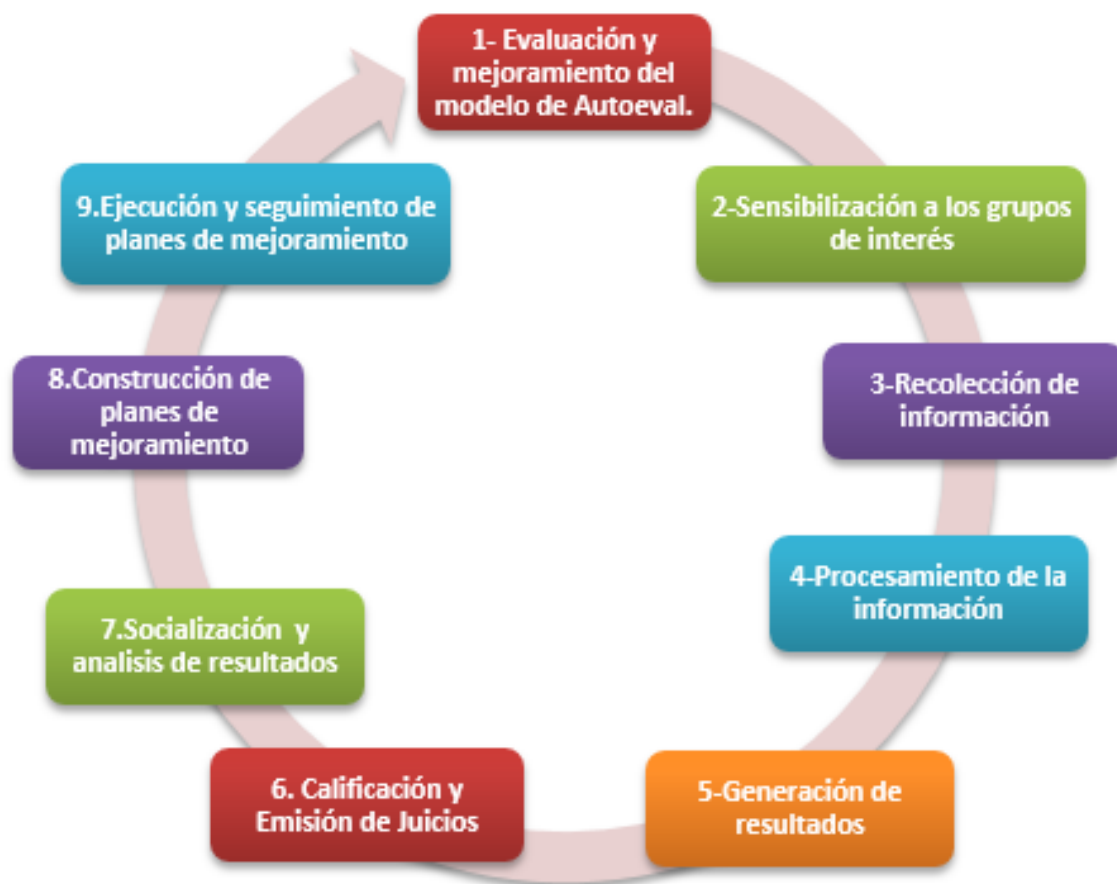 1- Evaluación y
mejoramiento del
modelo de Autoeval.
2-Sensibilización a los grupos
de interés
3-Recolección de
información
4-Procesamiento de la
información
5-Generación de
resultados
6. Calificación y
Emisión de Juicios
7.Socialización y
analisis de resultados
8.Construcción de
planes de
mejoramiento
9.Ejecución y seguimiento de
planes de mejoramiento